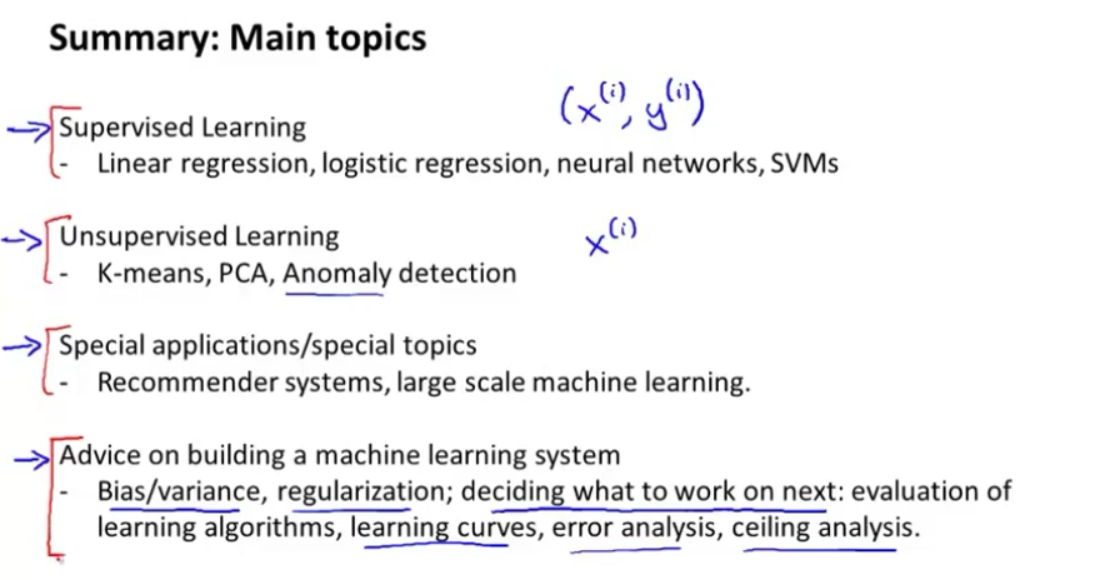 Summary: Main topics
(x^(i), y^(i))
Supervised Learning
- Linear regression, logistic regression, neural networks, SVMs
Unsupervised Learning x^(i)
- K-means, PCA, Anomaly detection
Special applications/special topics
- Recommender systems, large scale machine learning.
Advice on building a machine learning system
- Bias/variance, regularization; deciding what to work on next: evaluation of
learning algorithms, learning curves, error analysis, ceiling analysis.